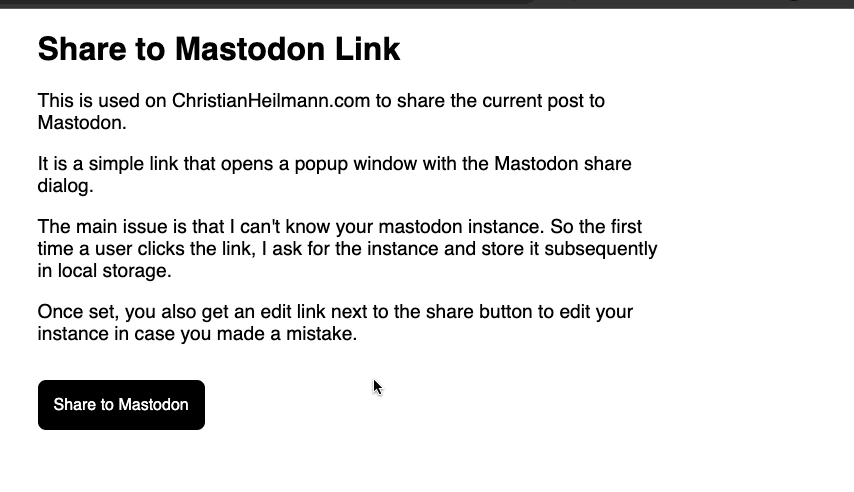 Share to Mastodon Link
This is used on ChristianHeilmann.com to share the current post to
Mastodon.
It is a simple link that opens a popup window with the Mastodon share
dialog.
The main issue is that I can't know your mastodon instance. So the first
time a user clicks the link, I ask for the instance and store it subsequently
in local storage.
Once set, you also get an edit link next to the share button to edit your
instance in case you made a mistake.
Share to Mastodon